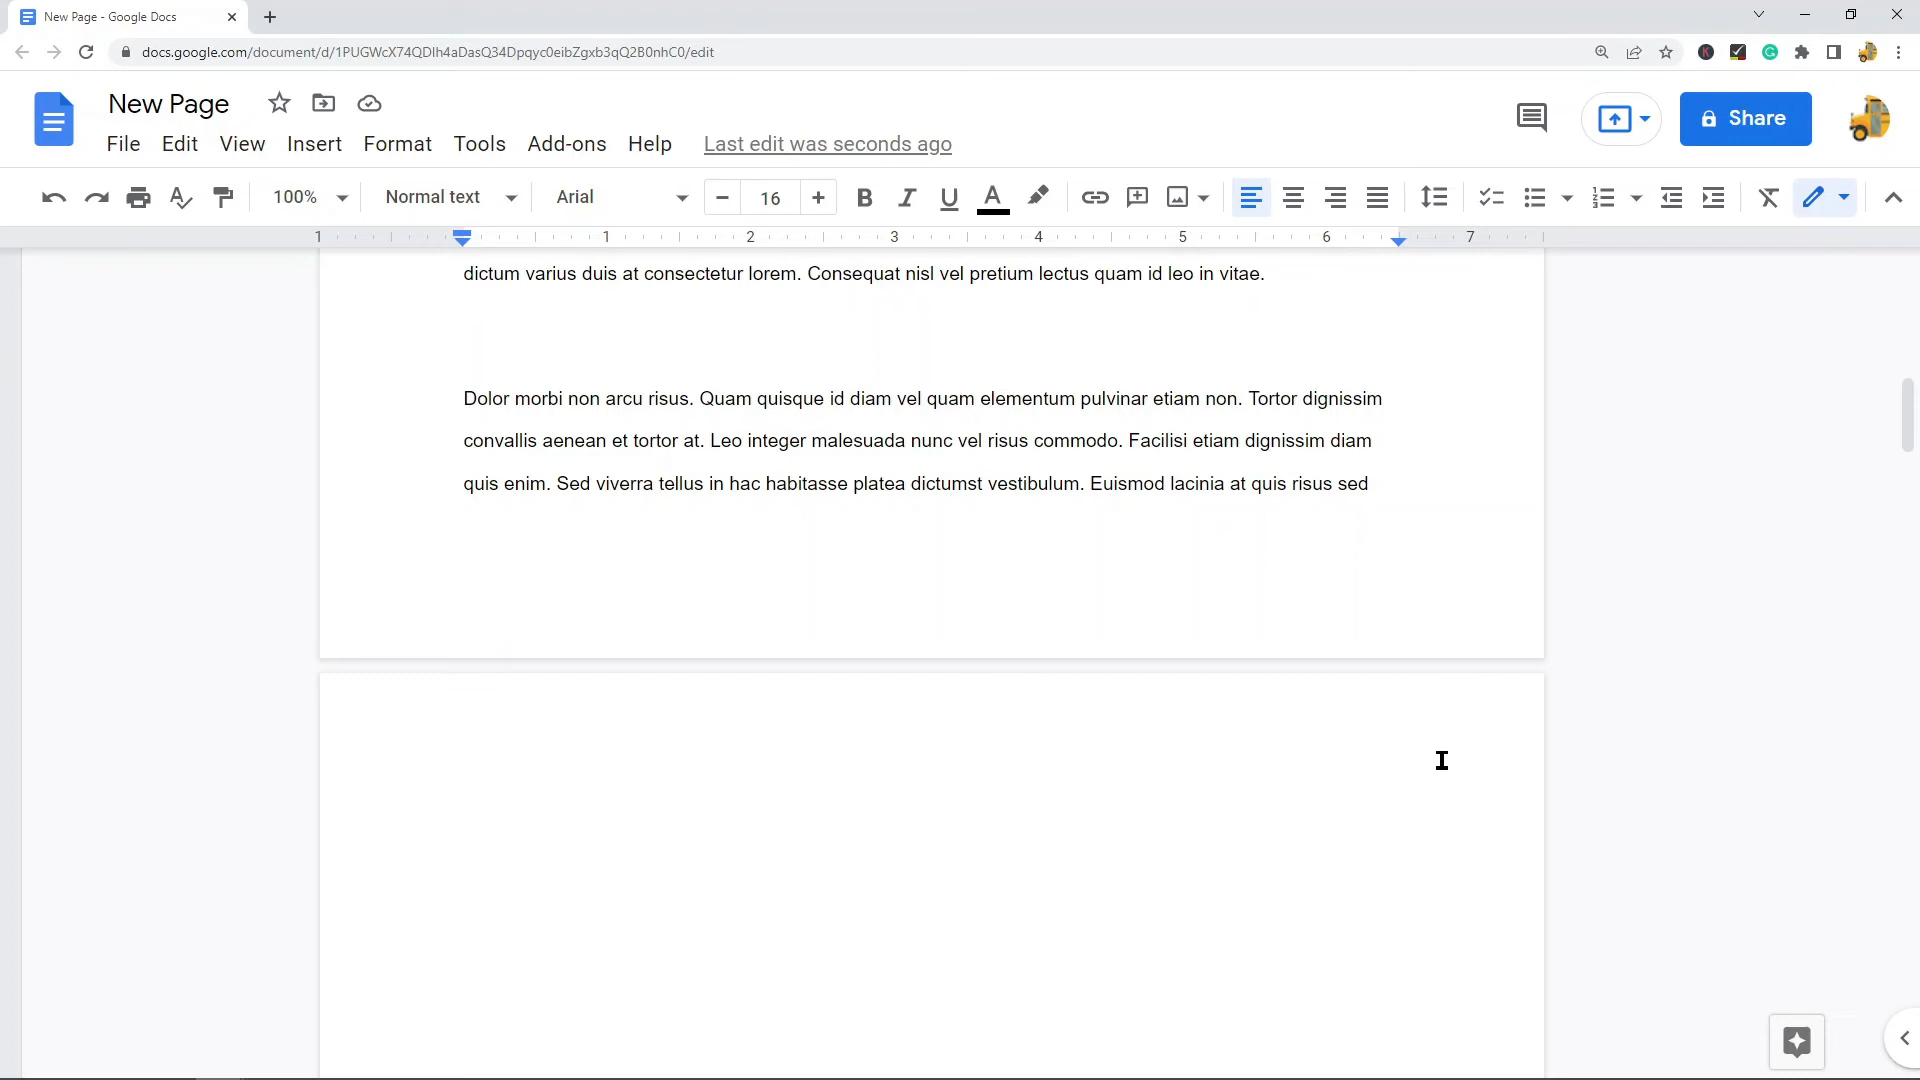 New Page - Google Docs
docs.google.com/document/d/1PUGWcX74QDIh4aDasQ34Dpqyc0eibZgxb3qQ2B0nhC0/edit
New Page
File Edit View Insert Format Tools Add-ons Help Last edit was seconds ago
Share
100% Normal text Arial 16 B I U A
1 1 2 3 4 5 6 7
dictum varius duis at consectetur lorem. Consequat nisl vel pretium lectus quam id leo in vitae.
Dolor morbi non arcu risus. Quam quisque id diam vel quam elementum pulvinar etiam non. Tortor dignissim
convallis aenean et tortor at. Leo integer malesuada nunc vel risus commodo. Facilisi etiam dignissim diam
quis enim. Sed viverra tellus in hac habitasse platea dictumst vestibulum. Euismod lacinia at quis risus sed